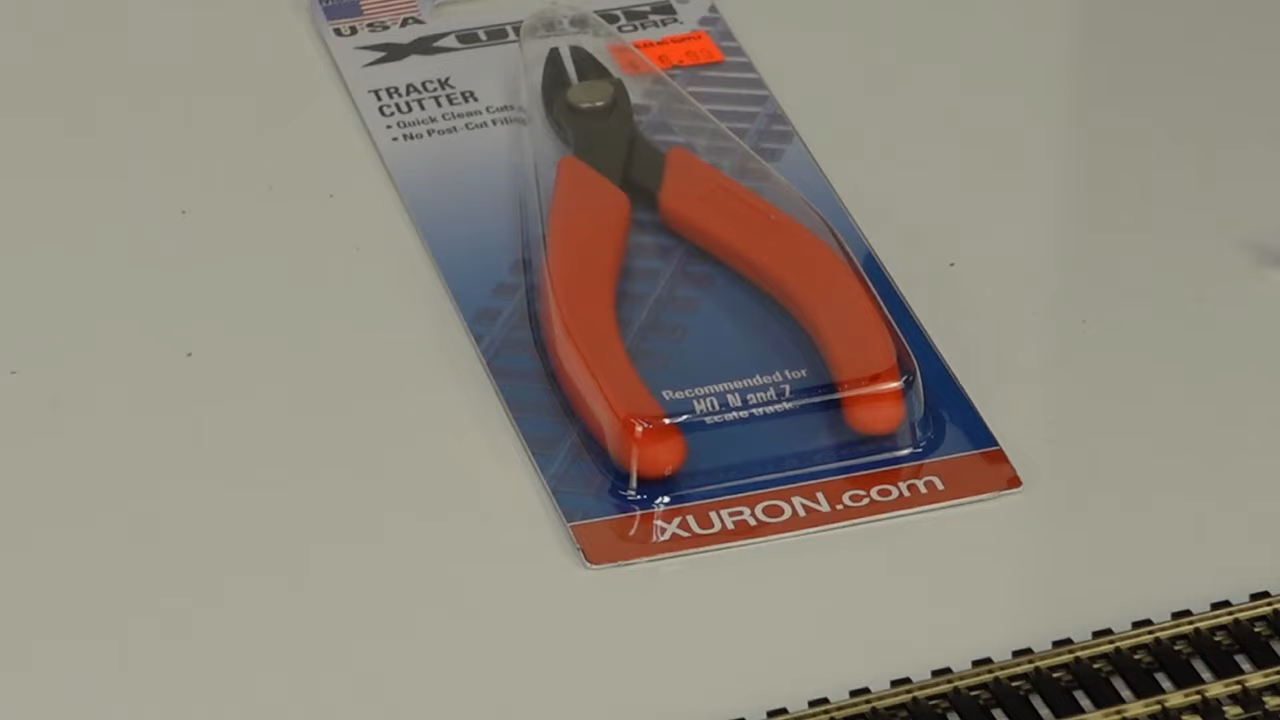 USA
XURON
CORP.
TRACK
CUTTER
• Quick Clean Cuts
• No Post-Cut Filing
Recommended for
HO, N and Z
scale track.
XURON.com